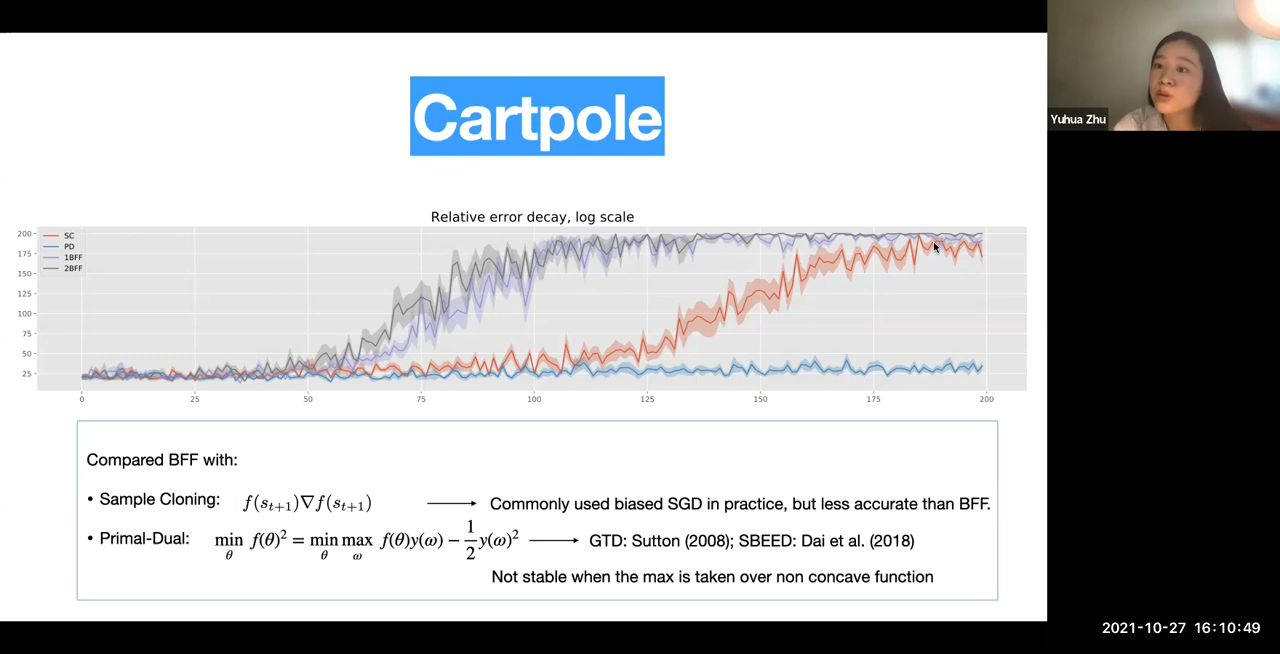 Cartpole
Yuhua Zhu
Relative error decay, log scale
SC
PD
1BFF
2BFF
200
175
150
125
100
75
50
25
0 25 50 75 100 125 150 175 200
Compared BFF with:
• Sample Cloning: f(s_{t+1})∇f(s_{t+1}) ⟶ Commonly used biased SGD in practice, but less accurate than BFF.
• Primal-Dual: min_θ f(θ)² = min_θ max_ω f(θ)y(ω) − 1/2 y(ω)² ⟶ GTD: Sutton (2008); SBEED: Dai et al. (2018)
Not stable when the max is taken over non concave function
2021-10-27 16:10:49